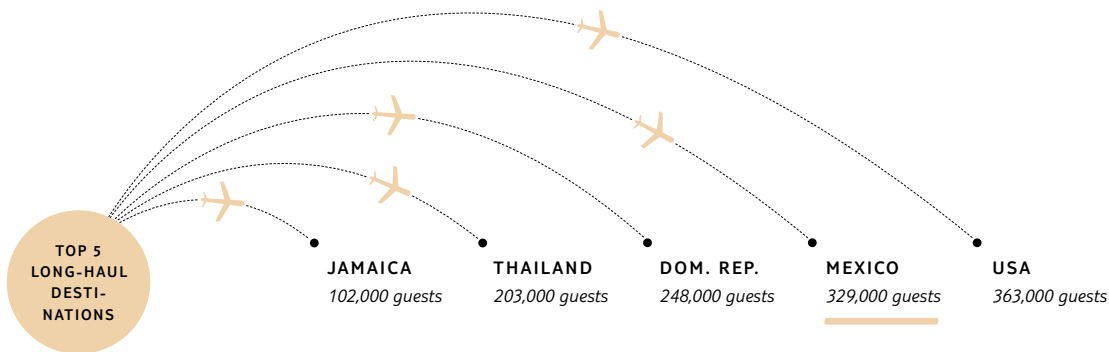 TOP 5
LONG-HAUL
DESTI-
NATIONS
JAMAICA
102,000 guests
THAILAND
203,000 guests
DOM. REP.
248,000 guests
MEXICO
329,000 guests
USA
363,000 guests